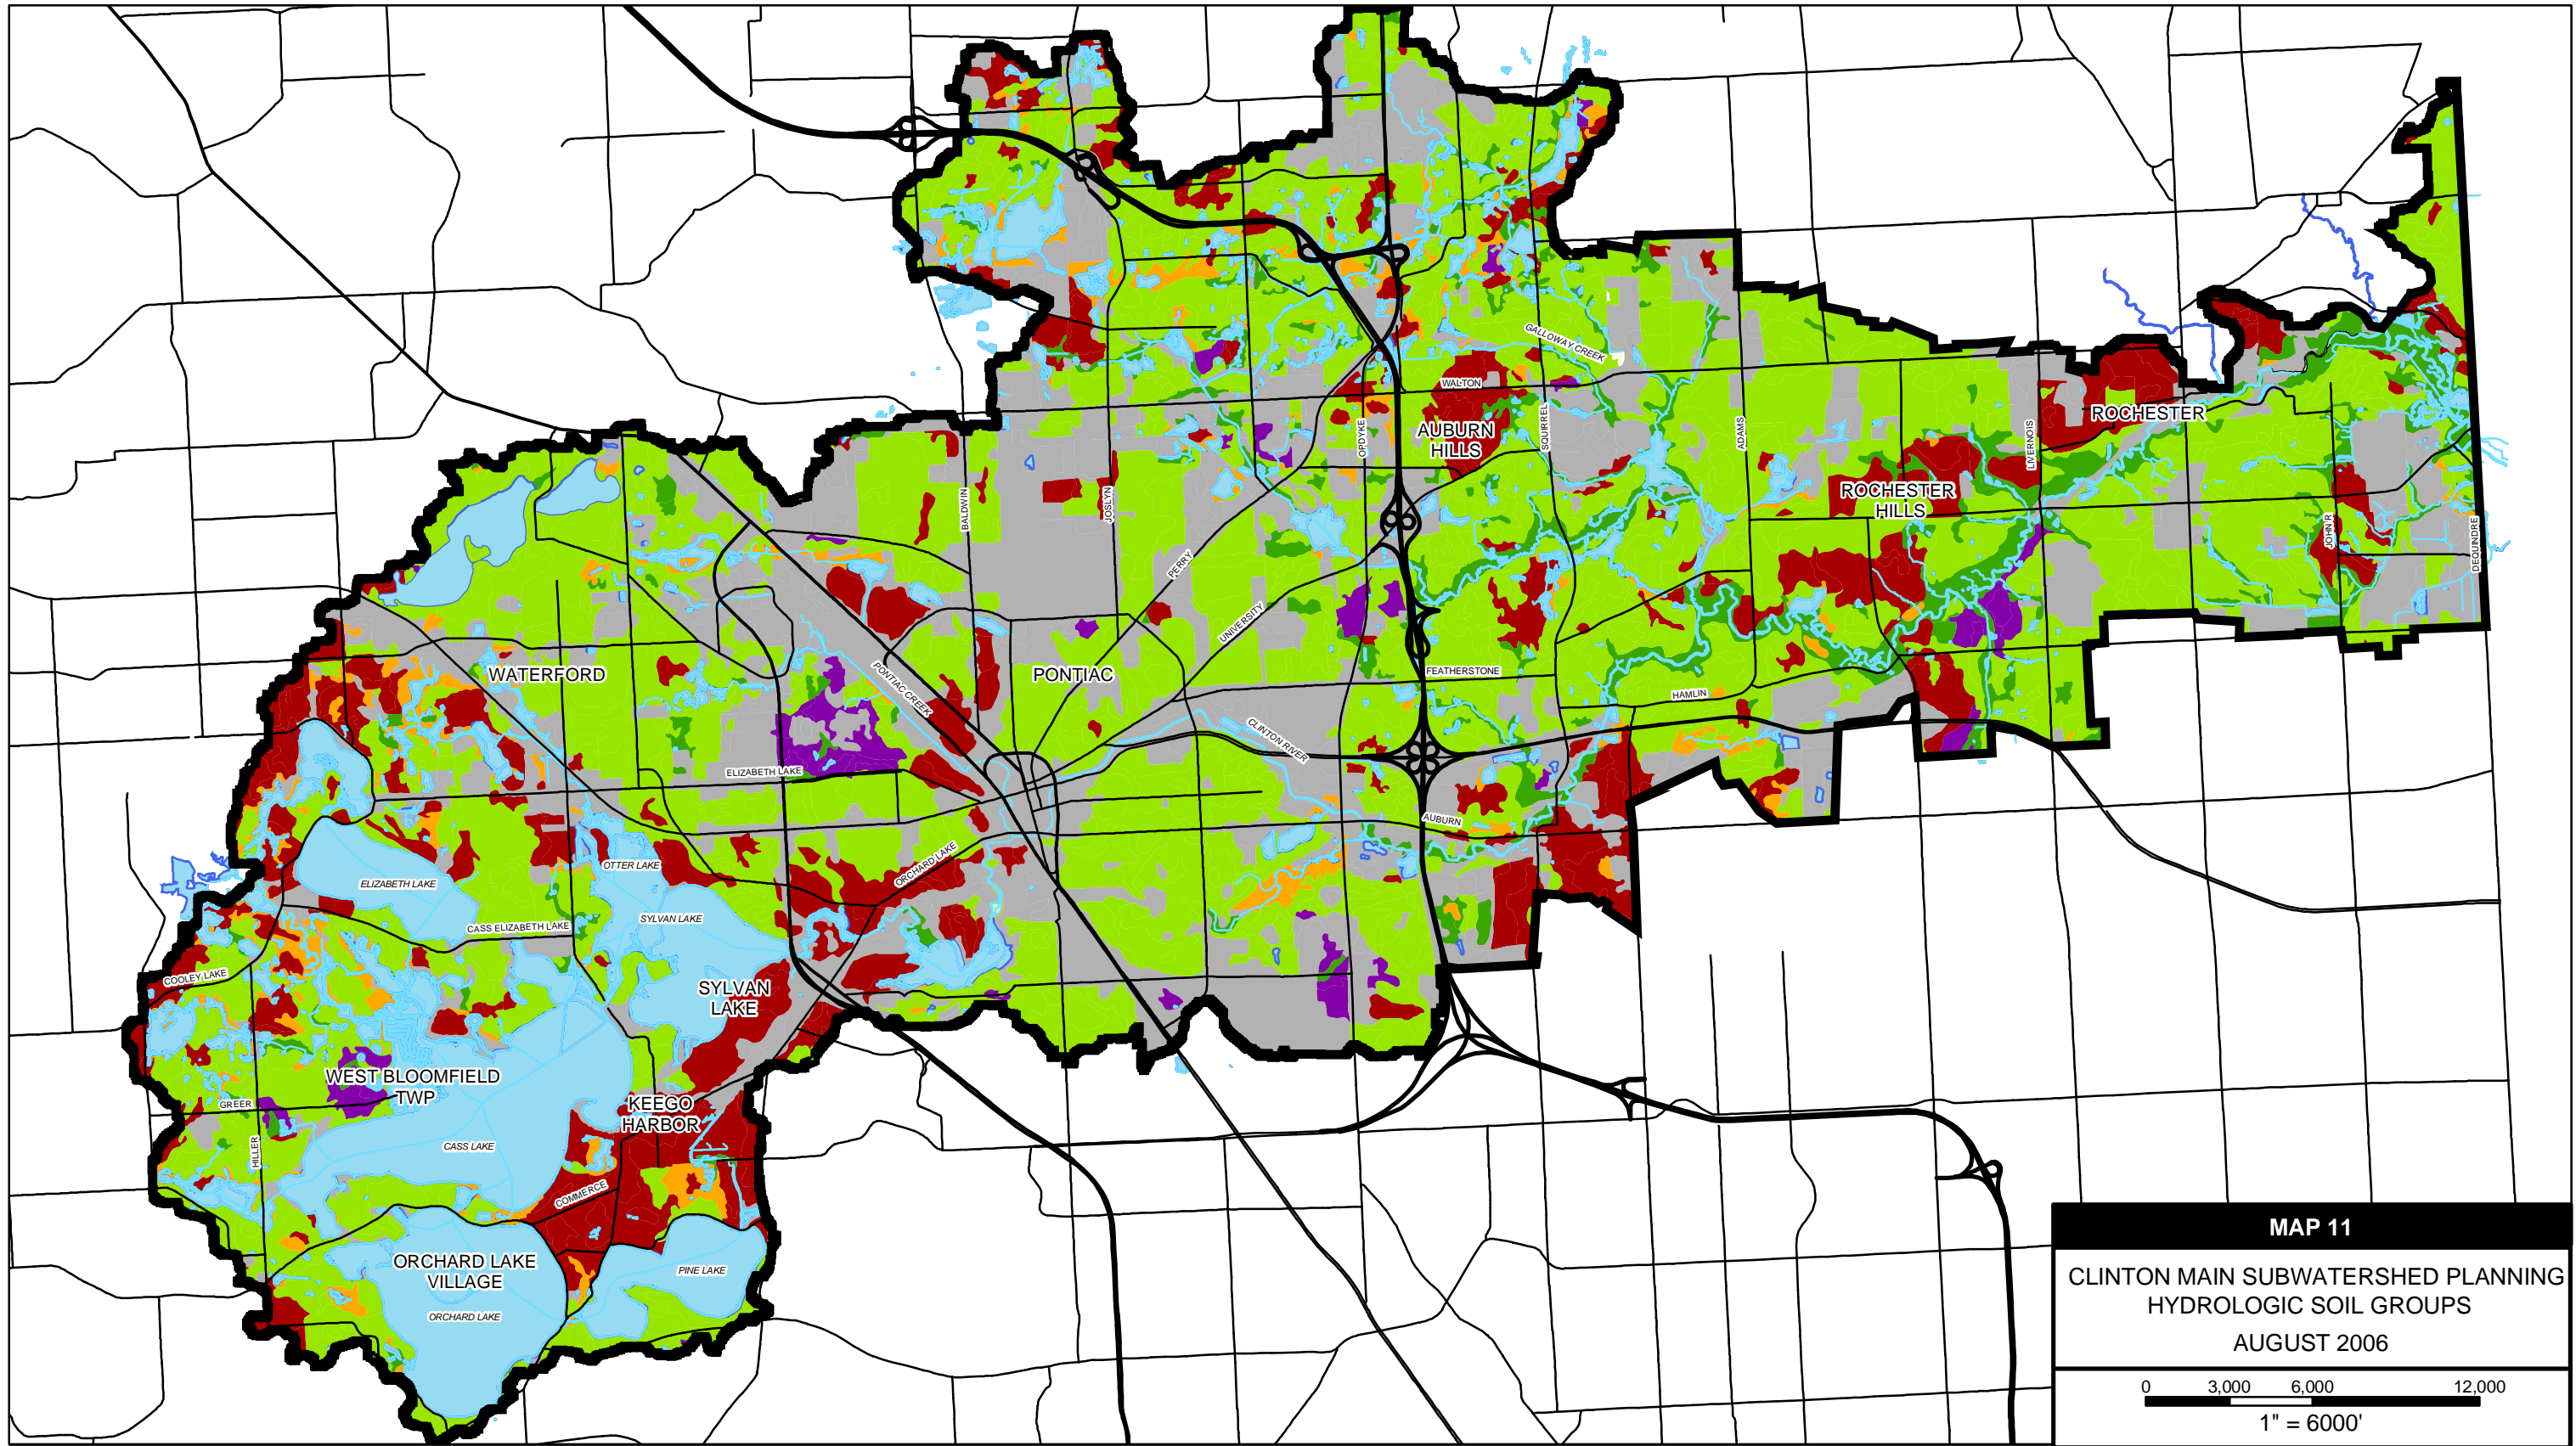 GALLOWAY CREEK
WALTON
AUBURN
HILLS
OPDYKE
SQUIRREL
ADAMS
LIVERNOIS
ROCHESTER
ROCHESTER
HILLS
BALDWIN
JOSLYN
JOHN R
DEQUINDRE
PERRY
UNIVERSITY
WATERFORD
PONTIAC CREEK
PONTIAC
FEATHERSTONE
HAMLIN
CLINTON RIVER
ELIZABETH LAKE
AUBURN
OTTER LAKE
ORCHARD LAKE
ELIZABETH LAKE
SYLVAN LAKE
CASS ELIZABETH LAKE
COOLEY LAKE
SYLVAN
LAKE
WEST BLOOMFIELD
TWP
GREER
KEEGO
HARBOR
HILLER
CASS LAKE
COMMERCE
ORCHARD LAKE
VILLAGE
PINE LAKE
ORCHARD LAKE
MAP 11
CLINTON MAIN SUBWATERSHED PLANNING
HYDROLOGIC SOIL GROUPS
AUGUST 2006
0 3,000 6,000 12,000
1" = 6000'